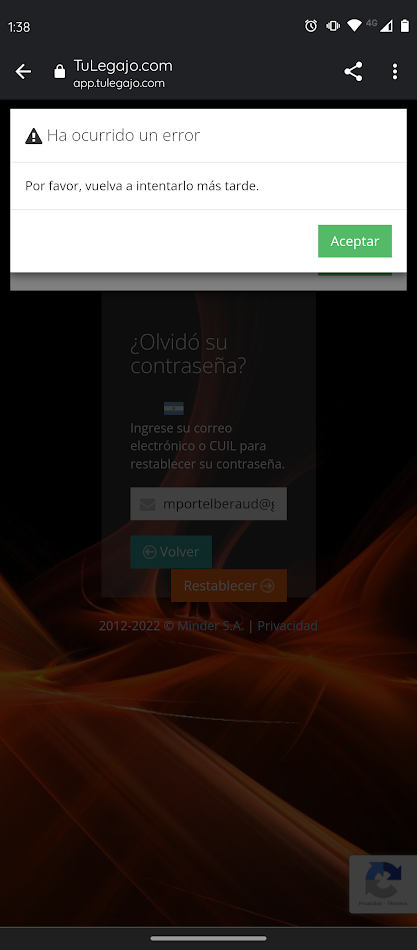 1:38
4G
TuLegajo.com
app.tulegajo.com
Ha ocurrido un error
Por favor, vuelva a intentarlo más tarde.
Aceptar
¿Olvidó su
contraseña?
Ingrese su correo
electrónico o CUIL para
restablecer su contraseña.
mportelberaud@g
Volver
Restablecer
2012-2022 © Minder S.A. | Privacidad
Privacidad - Términos